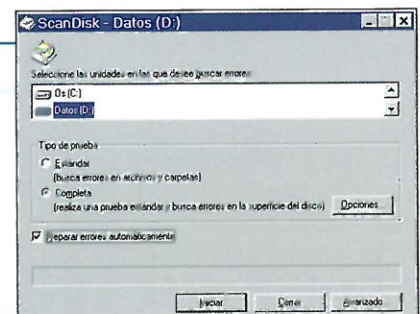 ScanDisk - Datos (D:)
Seleccione las unidades en las que desee buscar errores
Os (C:)
Datos (D:)
Tipo de prueba
Estándar
(busca errores en archivos y carpetas)
Completa
(realiza una prueba estándar y busca errores en la superficie del disco)
Opciones...
Reparar errores automáticamente
Iniciar
Cerrar
Avanzado...